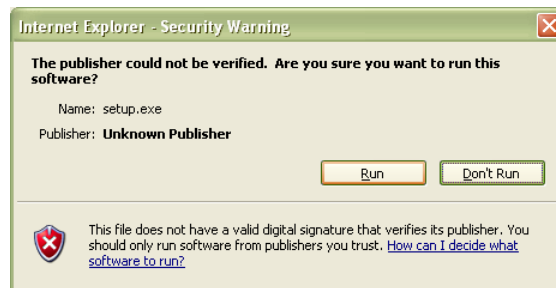 Internet Explorer - Security Warning
The publisher could not be verified. Are you sure you want to run this
software?
Name: setup.exe
Publisher: Unknown Publisher
Run Don't Run
This file does not have a valid digital signature that verifies its publisher. You
should only run software from publishers you trust. How can I decide what
software to run?